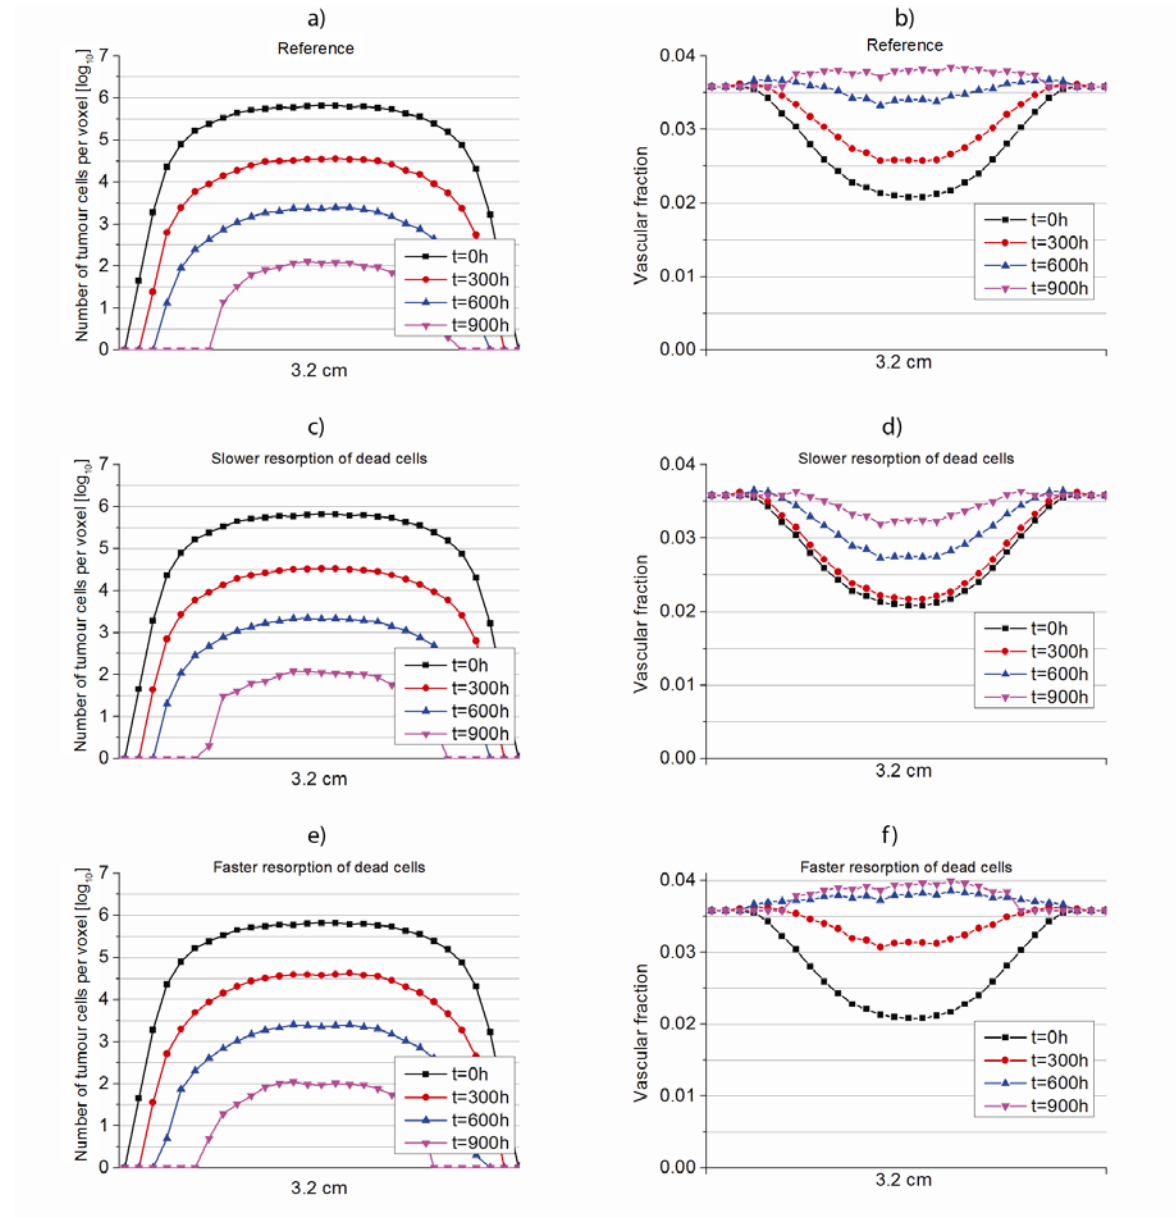 a)
Reference
Number of tumour cells per voxel [log10]
7
6
5
4
3
2
1
0
t=0h
t=300h
t=600h
t=900h
3.2 cm
b)
Reference
Vascular fraction
0.04
0.03
0.02
0.01
0.00
t=0h
t=300h
t=600h
t=900h
3.2 cm
c)
Slower resorption of dead cells
Number of tumour cells per voxel [log10]
7
6
5
4
3
2
1
0
t=0h
t=300h
t=600h
t=900h
3.2 cm
d)
Slower resorption of dead cells
Vascular fraction
0.04
0.03
0.02
0.01
0.00
t=0h
t=300h
t=600h
t=900h
3.2 cm
e)
Faster resorption of dead cells
Number of tumour cells per voxel [log10]
7
6
5
4
3
2
1
0
t=0h
t=300h
t=600h
t=900h
3.2 cm
f)
Faster resorption of dead cells
Vascular fraction
0.04
0.03
0.02
0.01
0.00
t=0h
t=300h
t=600h
t=900h
3.2 cm